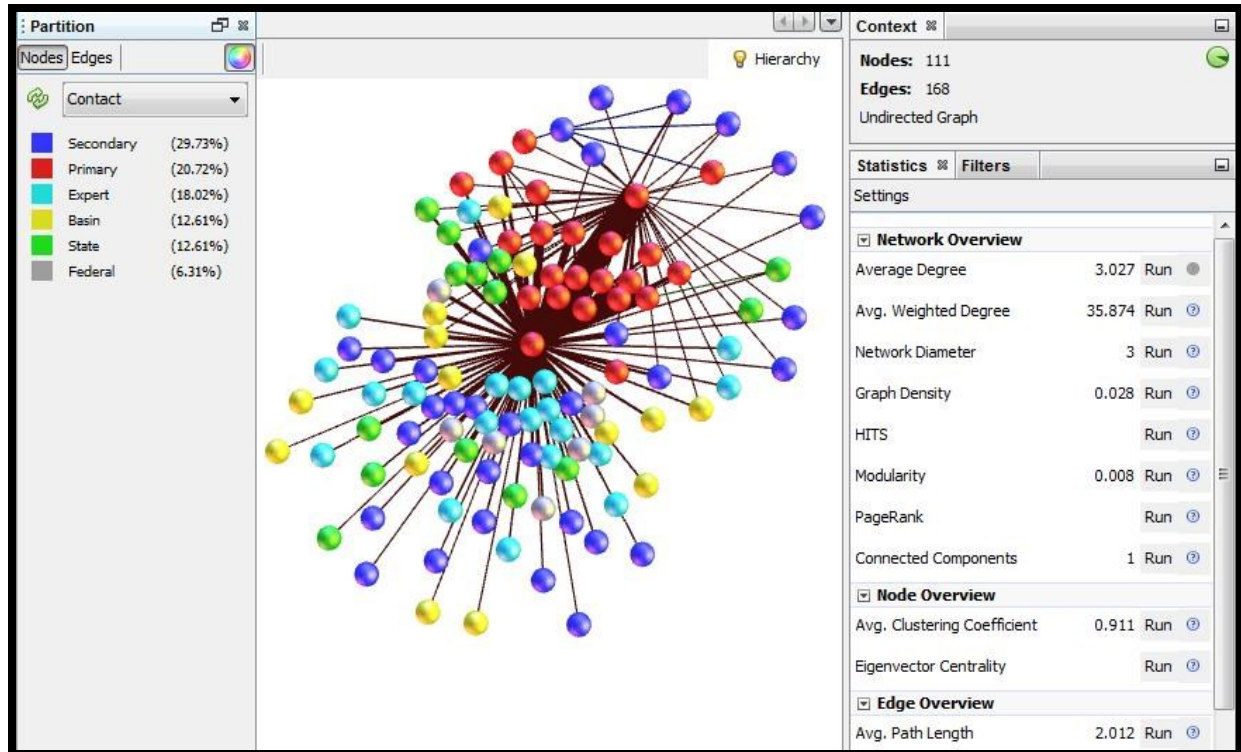 Partition
Nodes Edges
Contact
Secondary (29.73%)
Primary (20.72%)
Expert (18.02%)
Basin (12.61%)
State (12.61%)
Federal (6.31%)
Hierarchy
Context
Nodes: 111
Edges: 168
Undirected Graph
Statistics Filters
Settings
Network Overview
Average Degree 3.027 Run
Avg. Weighted Degree 35.874 Run
Network Diameter 3 Run
Graph Density 0.028 Run
HITS Run
Modularity 0.008 Run
PageRank Run
Connected Components 1 Run
Node Overview
Avg. Clustering Coefficient 0.911 Run
Eigenvector Centrality Run
Edge Overview
Avg. Path Length 2.012 Run